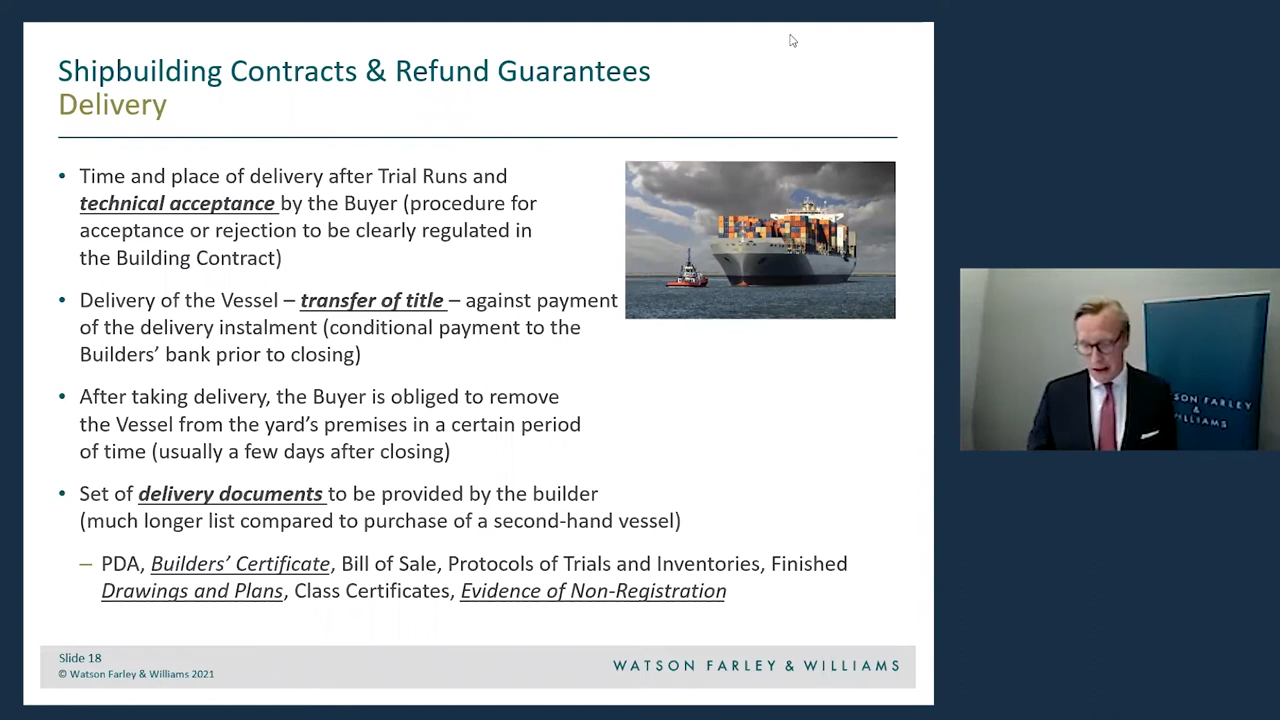 Shipbuilding Contracts & Refund Guarantees
Delivery
• Time and place of delivery after Trial Runs and
technical acceptance by the Buyer (procedure for
acceptance or rejection to be clearly regulated in
the Building Contract)
• Delivery of the Vessel – transfer of title – against payment
of the delivery instalment (conditional payment to the
Builders' bank prior to closing)
• After taking delivery, the Buyer is obliged to remove
the Vessel from the yard's premises in a certain period
of time (usually a few days after closing)
• Set of delivery documents to be provided by the builder
(much longer list compared to purchase of a second-hand vessel)
– PDA, Builders' Certificate, Bill of Sale, Protocols of Trials and Inventories, Finished
Drawings and Plans, Class Certificates, Evidence of Non-Registration
Slide 18
© Watson Farley & Williams 2021
WATSON FARLEY & WILLIAMS
SON FARLEY
&
ILLIAMS